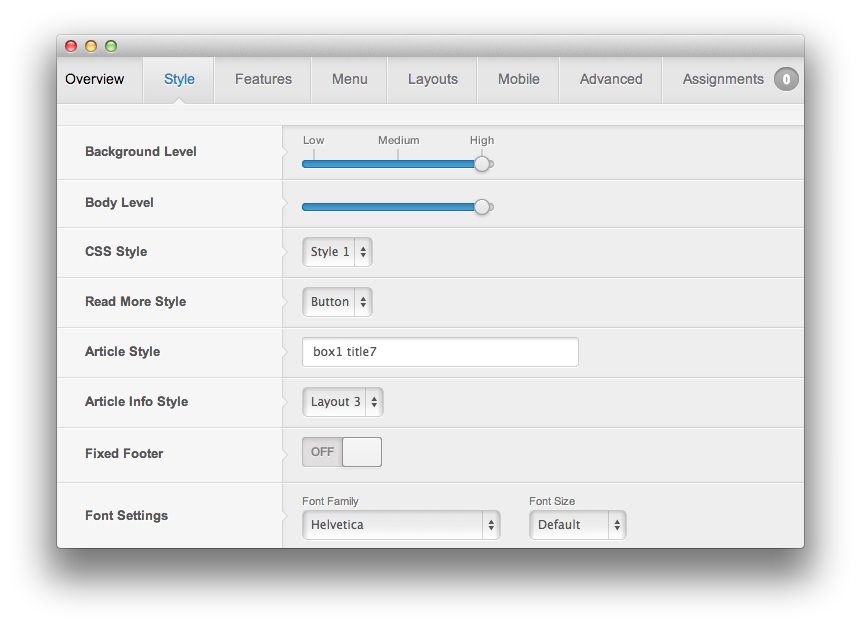 Overview Style Features Menu Layouts Mobile Advanced Assignments 0
Low Medium High
Background Level
Body Level
CSS Style Style 1
Read More Style Button
Article Style box1 title7
Article Info Style Layout 3
Fixed Footer OFF
Font Family Font Size
Font Settings Helvetica Default